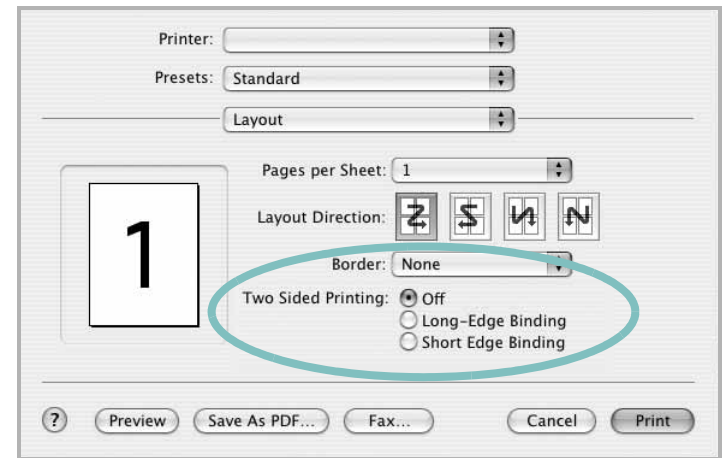 Printer:
Presets: Standard
Layout
Pages per Sheet: 1
1
Layout Direction:
Border: None
Two Sided Printing: Off
Long-Edge Binding
Short Edge Binding
? Preview Save As PDF... Fax... Cancel Print